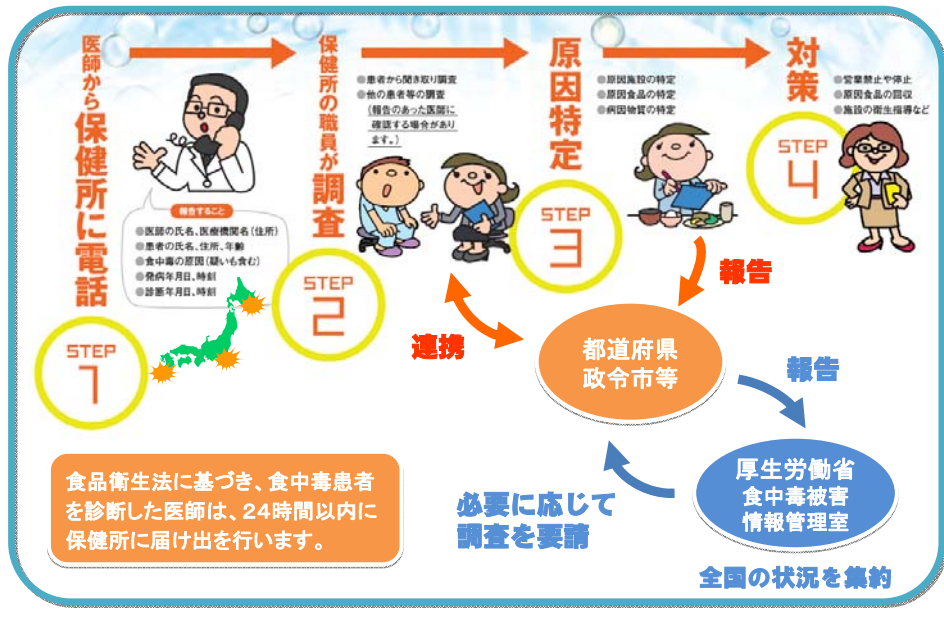 医師から保健所に電話
STEP
1
報告すること
●医師の氏名、医療機関名(住所)
●患者の氏名、住所、年齢
●食中毒の原因(疑いも含む)
●発病年月日、時刻
●診断年月日、時刻
保健所の職員が調査
STEP
2
●患者から聞き取り調査
●他の患者等の調査
(報告のあった医師に
確認する場合があり
ます。)
原因特定
STEP
3
●原因施設の特定
●原因食品の特定
●病因物質の特定
対策
STEP
4
●営業禁止や停止
●原因食品の回収
●施設の衛生指導など
連携
報告
都道府県
政令市等
報告
厚生労働省
食中毒被害
情報管理室
必要に応じて
調査を要請
全国の状況を集約
食品衛生法に基づき、食中毒患者
を診断した医師は、24時間以内に
保健所に届け出を行います。